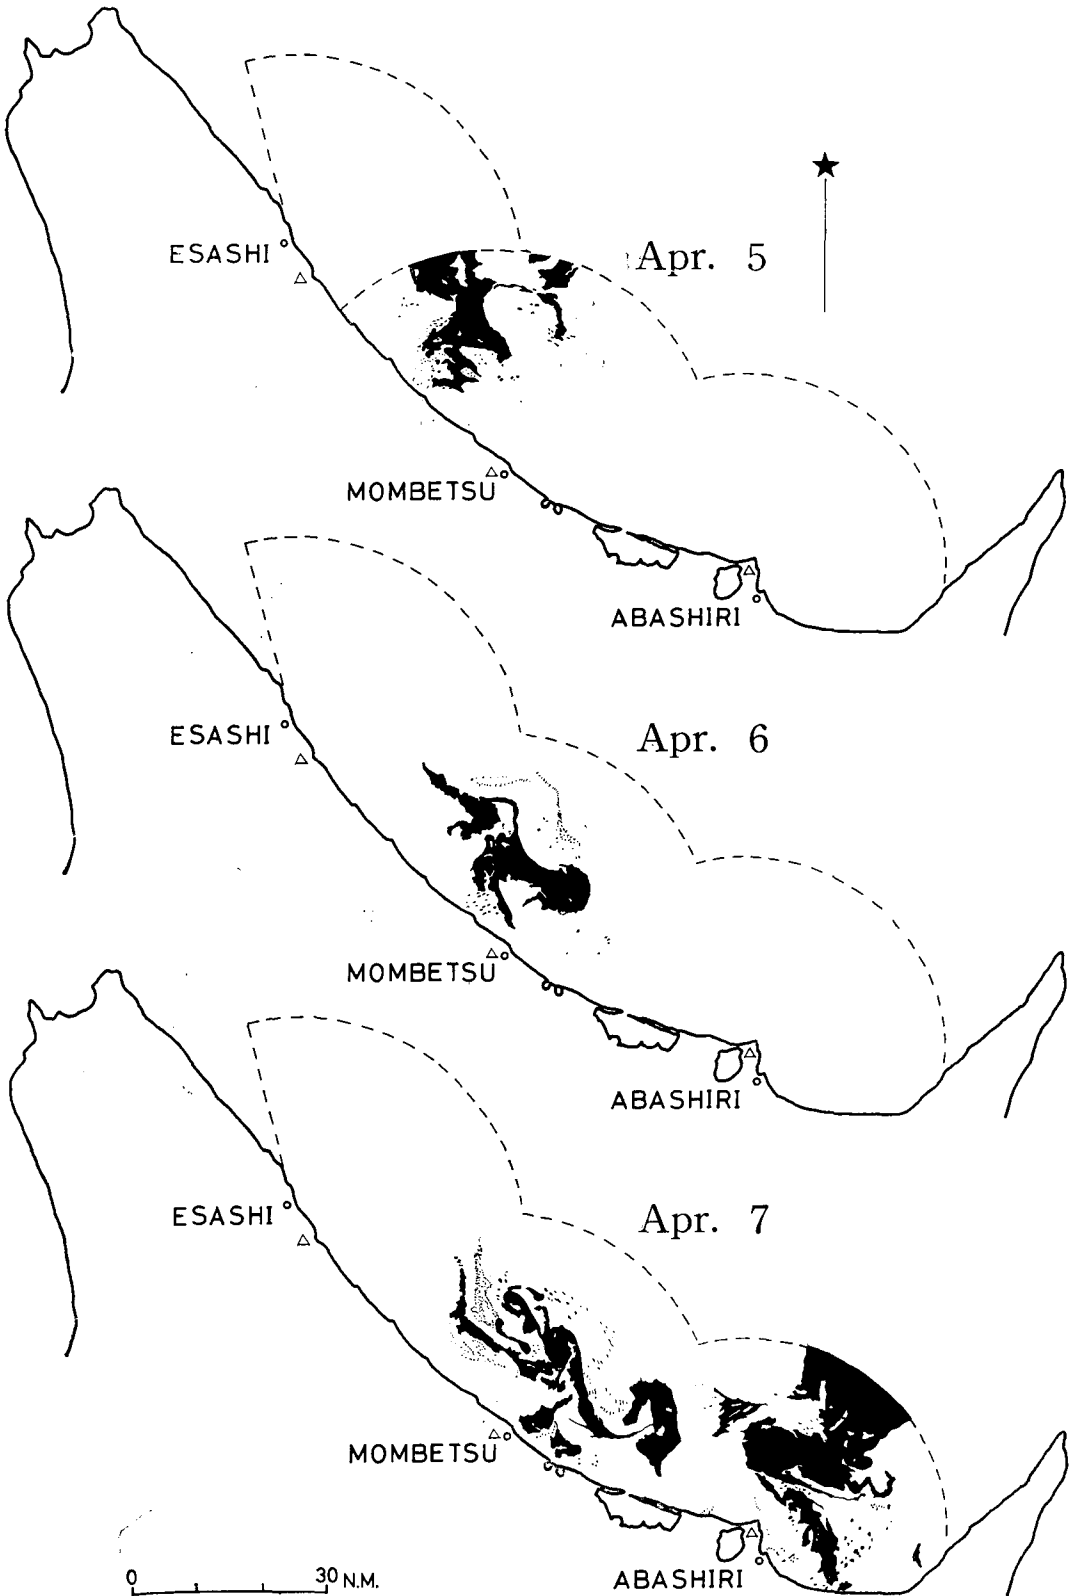 ESASHI
Apr. 5
MOMBETSU
ABASHIRI
ESASHI
Apr. 6
MOMBETSU
ABASHIRI
ESASHI
Apr. 7
MOMBETSU
ABASHIRI
0 30 N.M.